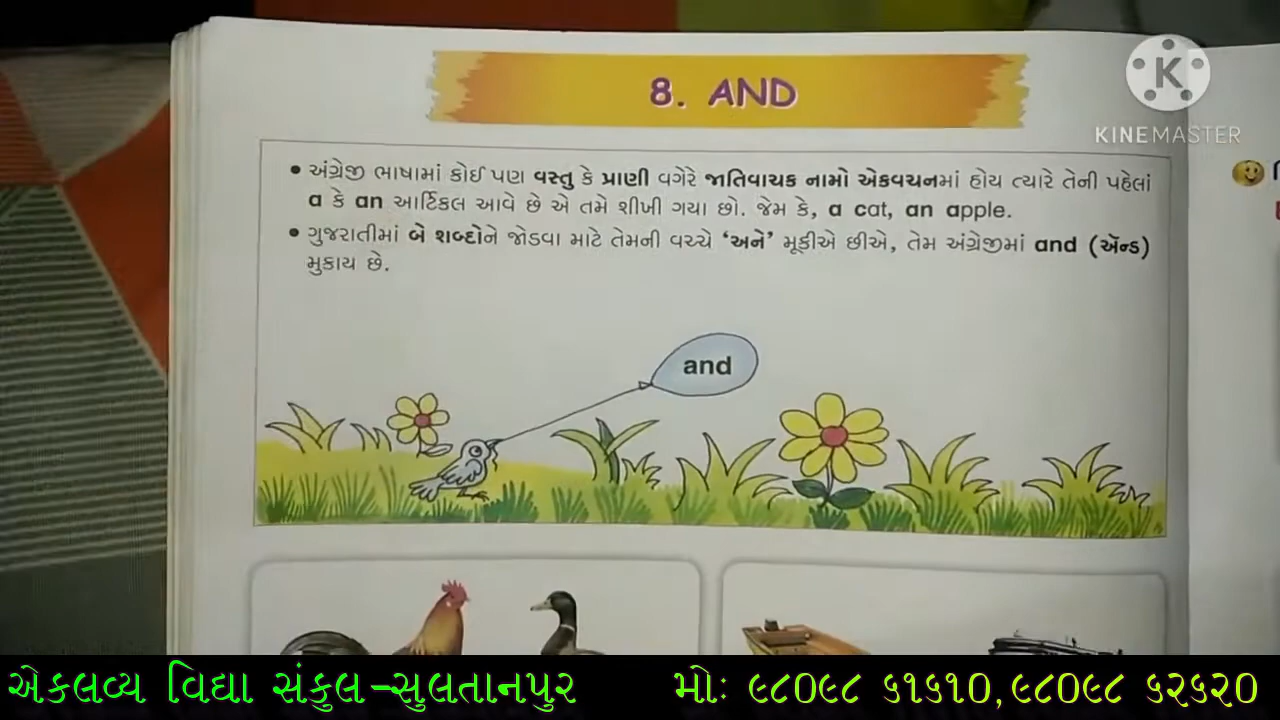 8. AND
K
KINEMASTER
• અંગ્રેજી ભાષામાં કોઈ પણ વસ્તુ કે પ્રાણી વગેરે જાતિવાચક નામો એકવચનમાં હોય ત્યારે તેની પહેલાં
a કે an આર્ટિકલ આવે છે એ તમે શીખી ગયા છો. જેમ કે, a cat, an apple.
• ગુજરાતીમાં બે શબ્દોને જોડવા માટે તેમની વચ્ચે ‘અને’ મૂકીએ છીએ, તેમ અંગ્રેજીમાં and (ઍન્ડ)
મુકાય છે.
and
એકલવ્ય વિદ્યા સંકુલ-સુલતાનપુર મોઃ ૯૮૦૯૮ ૬૧૬૧૦,૯૮૦૯૮ ૬૨૬૨૦